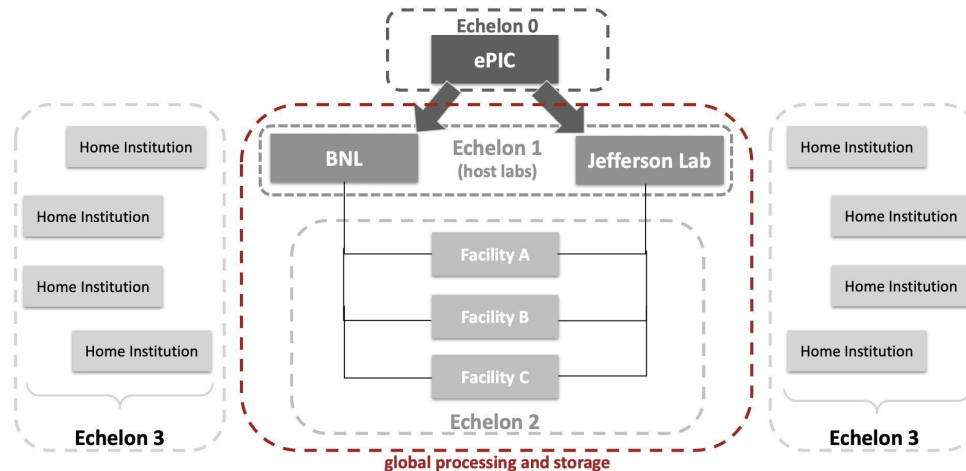 Echelon 0
ePIC
Home Institution
Home Institution
Home Institution
Home Institution
Echelon 3
BNL
Echelon 1
(host labs)
Jefferson Lab
Facility A
Facility B
Facility C
Echelon 2
global processing and storage
Home Institution
Home Institution
Home Institution
Home Institution
Echelon 3